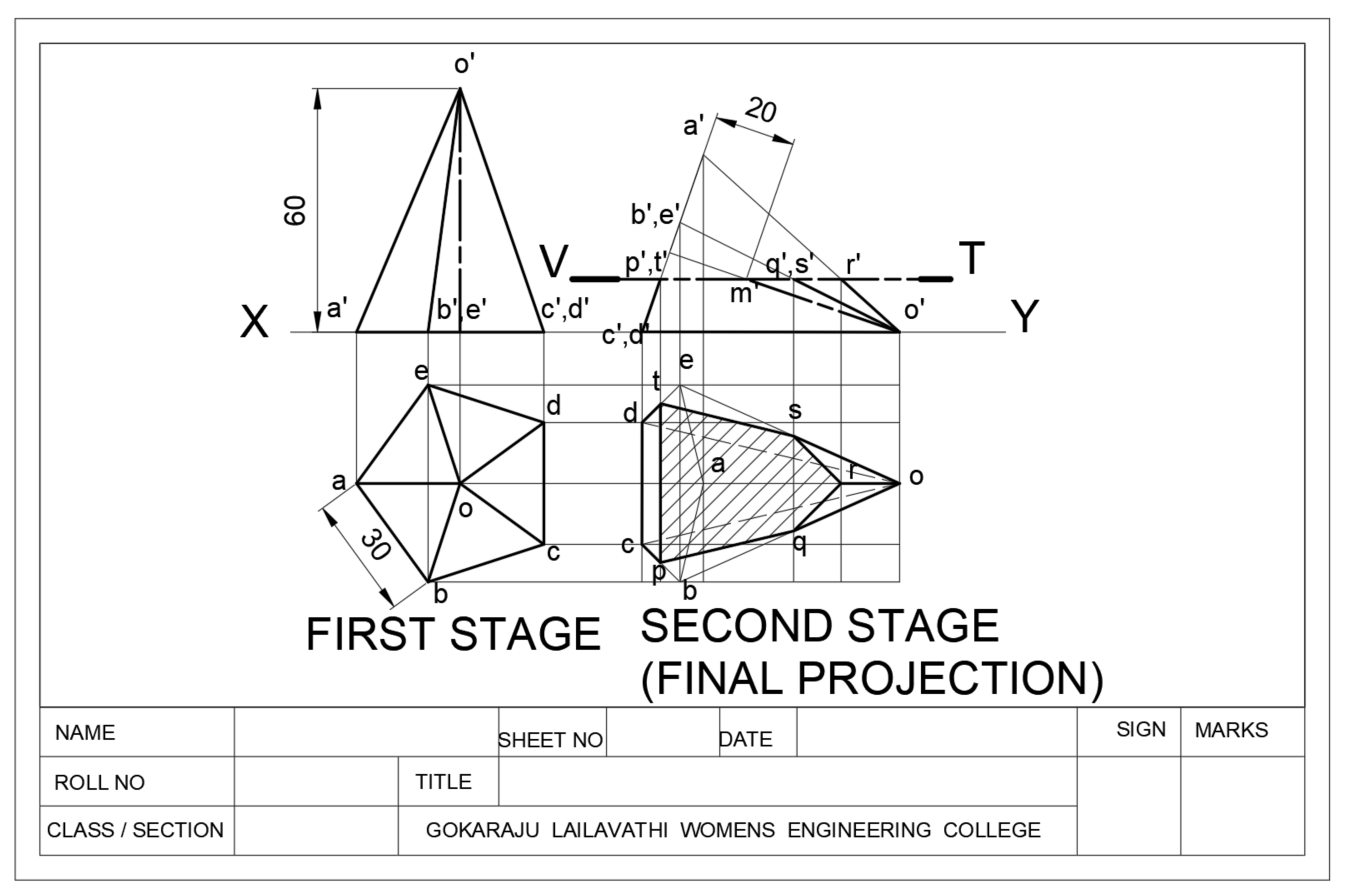 o'
60
X
a'
b',e'
c',d'
a'
20
b',e'
V
p',t'
q',s'
r'
T
m'
c',d'
o'
Y
e
d
a
o
c
b
30
e
t
d
s
a
r
o
c
p
b
q
FIRST STAGE
SECOND STAGE
(FINAL PROJECTION)
NAME
SHEET NO
DATE
SIGN
MARKS
ROLL NO
TITLE
CLASS / SECTION
GOKARAJU LAILAVATHI WOMENS ENGINEERING COLLEGE